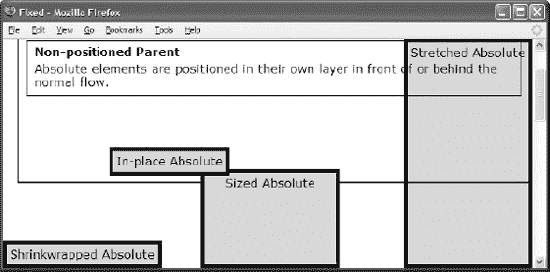 Fixed - Mozilla Firefox
File Edit View Go Bookmarks Tools Help
Non-positioned Parent
Stretched Absolute
Absolute elements are positioned in their own layer in front of or behind the
normal flow.
In-place Absolute
Sized Absolute
Shrinkwrapped Absolute